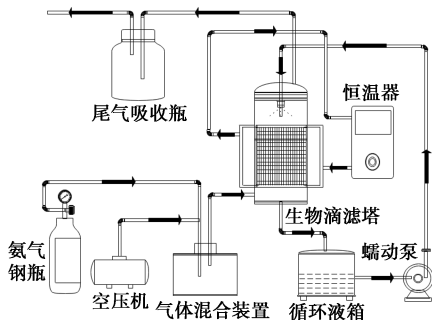 尾气吸收瓶
恒温器
生物滴滤塔
氨气
钢瓶
空压机
气体混合装置
循环液箱
蠕动泵